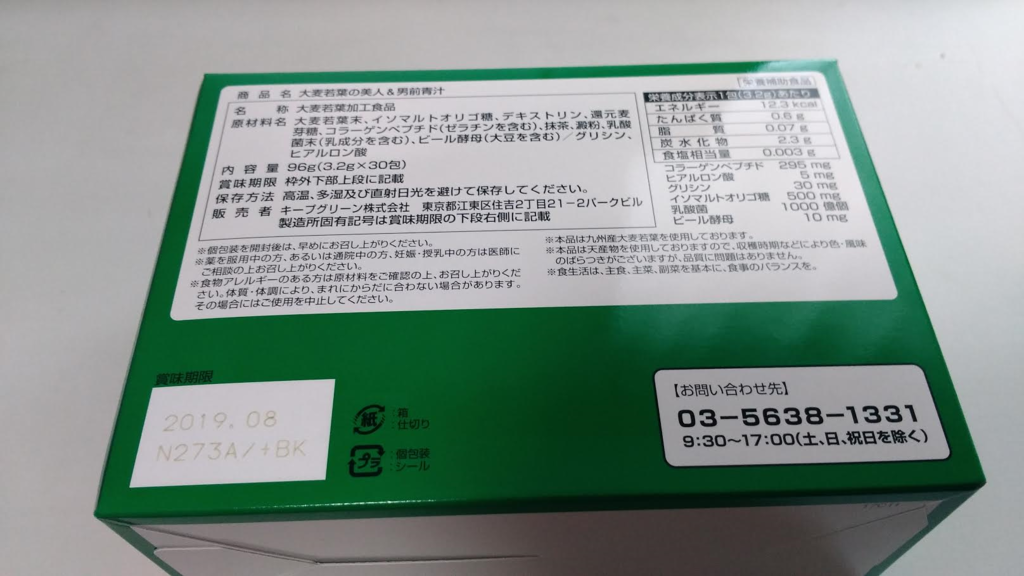 商品名 大麦若葉の美人&男前青汁
名称 大麦若葉加工食品
原材料名 大麦若葉末、イソマルトオリゴ糖、デキストリン、還元麦
芽糖、コラーゲンペプチド(ゼラチンを含む)、抹茶、澱粉、乳酸
菌末(乳成分を含む)、ビール酵母(大豆を含む)/グリシン、
ヒアルロン酸
内容量 96g(3.2g×30包)
賞味期限 枠外下部上段に記載
保存方法 高温、多湿及び直射日光を避けて保存してください。
販売者 キープグリーン株式会社 東京都江東区住吉2丁目21-2パークビル
製造所固有記号は賞味期限の下段右側に記載
栄養補助食品
栄養成分表示1包(3.2g)あたり
エネルギー 12.3 kcal
たんぱく質 0.6 g
脂質 0.07 g
炭水化物 2.3 g
食塩相当量 0.003 g
コラーゲンペプチド 295 mg
ヒアルロン酸 5 mg
グリシン 30 mg
イソマルトオリゴ糖 500 mg
乳酸菌 1000 億個
ビール酵母 10 mg
※個包装を開封後は、早めにお召し上がりください。
※薬を服用中の方、あるいは通院中の方、妊娠・授乳中の方は医師に
ご相談の上お召し上がりください。
※食物アレルギーのある方は原材料をご確認の上、お召し上がりくだ
さい。体質・体調により、まれにからだに合わない場合があります。
その場合にはご使用を中止してください。
※本品は九州産大麦若葉を使用しております。
※本品は天産物を使用しておりますので、収穫時期などにより色・風味
のばらつきがございますが、品質に問題はありません。
※食生活は、主食、主菜、副菜を基本に、食事のバランスを。
賞味期限
2019.08
N273A/+BK
紙 :箱
:仕切り
プラ :個包装
:シール
【お問い合わせ先】
03-5638-1331
9:30~17:00(土、日、祝日を除く)